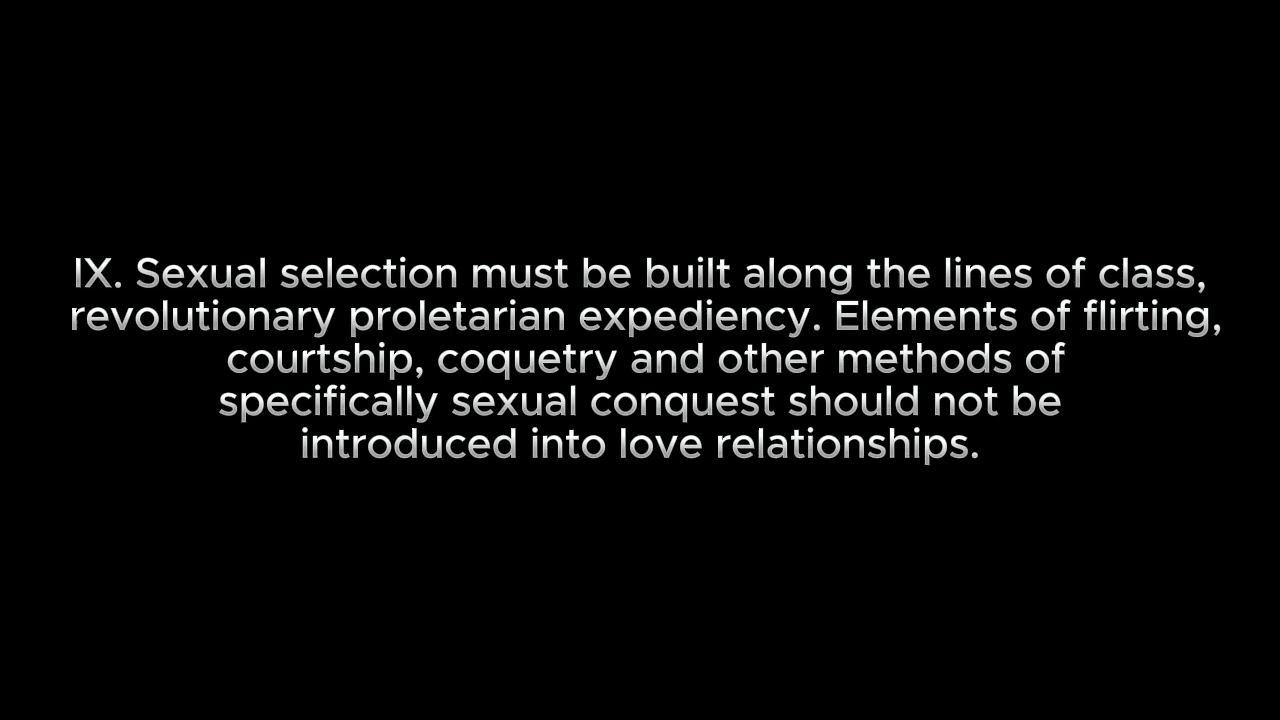 IX. Sexual selection must be built along the lines of class,
revolutionary proletarian expediency. Elements of flirting,
courtship, coquetry and other methods of
specifically sexual conquest should not be
introduced into love relationships.